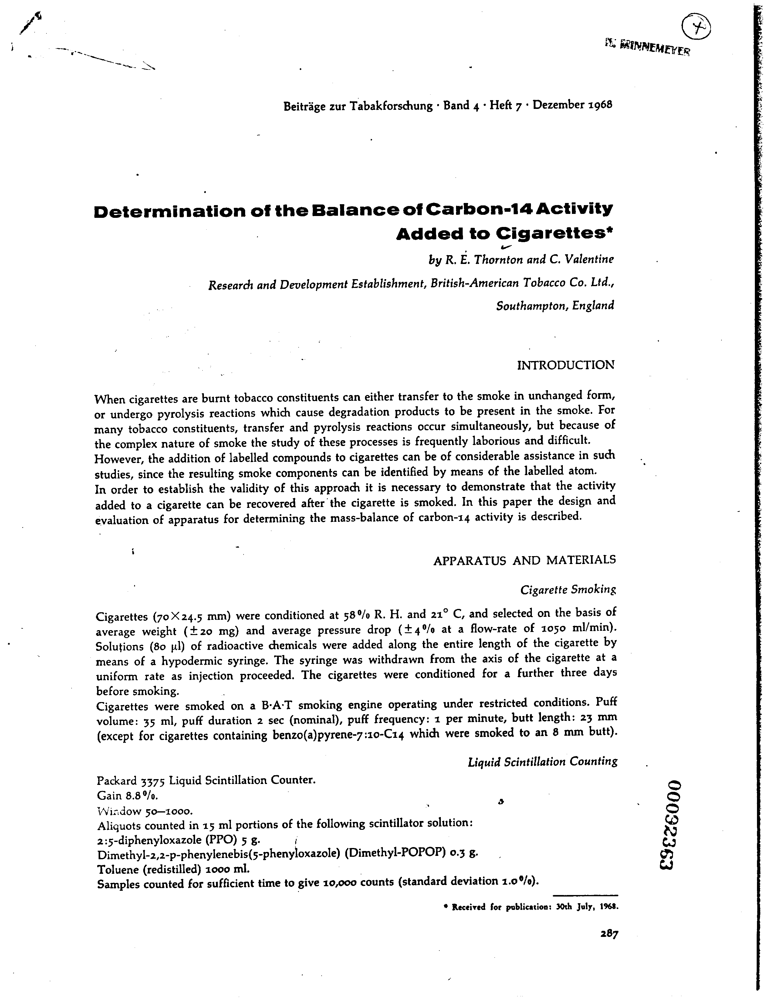 +
MINNEMEYER
Beiträge zur Tabakforschung · Band 4 · Heft 7 · Dezember 1968
Determination of the Balance of Carbon-14 Activity
Added to Cigarettes*
by R. E. Thornton and C. Valentine
Research and Development Establishment, British-American Tobacco Co. Ltd.,
Southampton, England
INTRODUCTION
When cigarettes are burnt tobacco constituents can either transfer to the smoke in unchanged form,
or undergo pyrolysis reactions which cause degradation products to be present in the smoke. For
many tobacco constituents, transfer and pyrolysis reactions occur simultaneously, but because of
the complex nature of smoke the study of these processes is frequently laborious and difficult.
However, the addition of labelled compounds to cigarettes can be of considerable assistance in such
studies, since the resulting smoke components can be identified by means of the labelled atom.
In order to establish the validity of this approach it is necessary to demonstrate that the activity
added to a cigarette can be recovered after the cigarette is smoked. In this paper the design and
evaluation of apparatus for determining the mass-balance of carbon-14 activity is described.
APPARATUS AND MATERIALS
Cigarette Smoking
Cigarettes (70×24.5 mm) were conditioned at 58% R. H. and 21° C, and selected on the basis of
average weight (±20 mg) and average pressure drop (±4% at a flow-rate of 1050 ml/min).
Solutions (80 µl) of radioactive chemicals were added along the entire length of the cigarette by
means of a hypodermic syringe. The syringe was withdrawn from the axis of the cigarette at a
uniform rate as injection proceeded. The cigarettes were conditioned for a further three days
before smoking.
Cigarettes were smoked on a B·A·T smoking engine operating under restricted conditions. Puff
volume: 35 ml, puff duration 2 sec (nominal), puff frequency: 1 per minute, butt length: 23 mm
(except for cigarettes containing benzo(a)pyrene-7:10-C14 which were smoked to an 8 mm butt).
Liquid Scintillation Counting
Packard 3375 Liquid Scintillation Counter.
Gain 8.8%.
Window 50—1000.
Aliquots counted in 15 ml portions of the following scintillator solution:
2:5-diphenyloxazole (PPO) 5 g.
Dimethyl-2,2-p-phenylenebis(5-phenyloxazole) (Dimethyl-POPOP) 0.3 g.
Toluene (redistilled) 1000 ml.
Samples counted for sufficient time to give 10,000 counts (standard deviation 1.0%).
* Received for publication: 30th July, 1968.
287
00032363